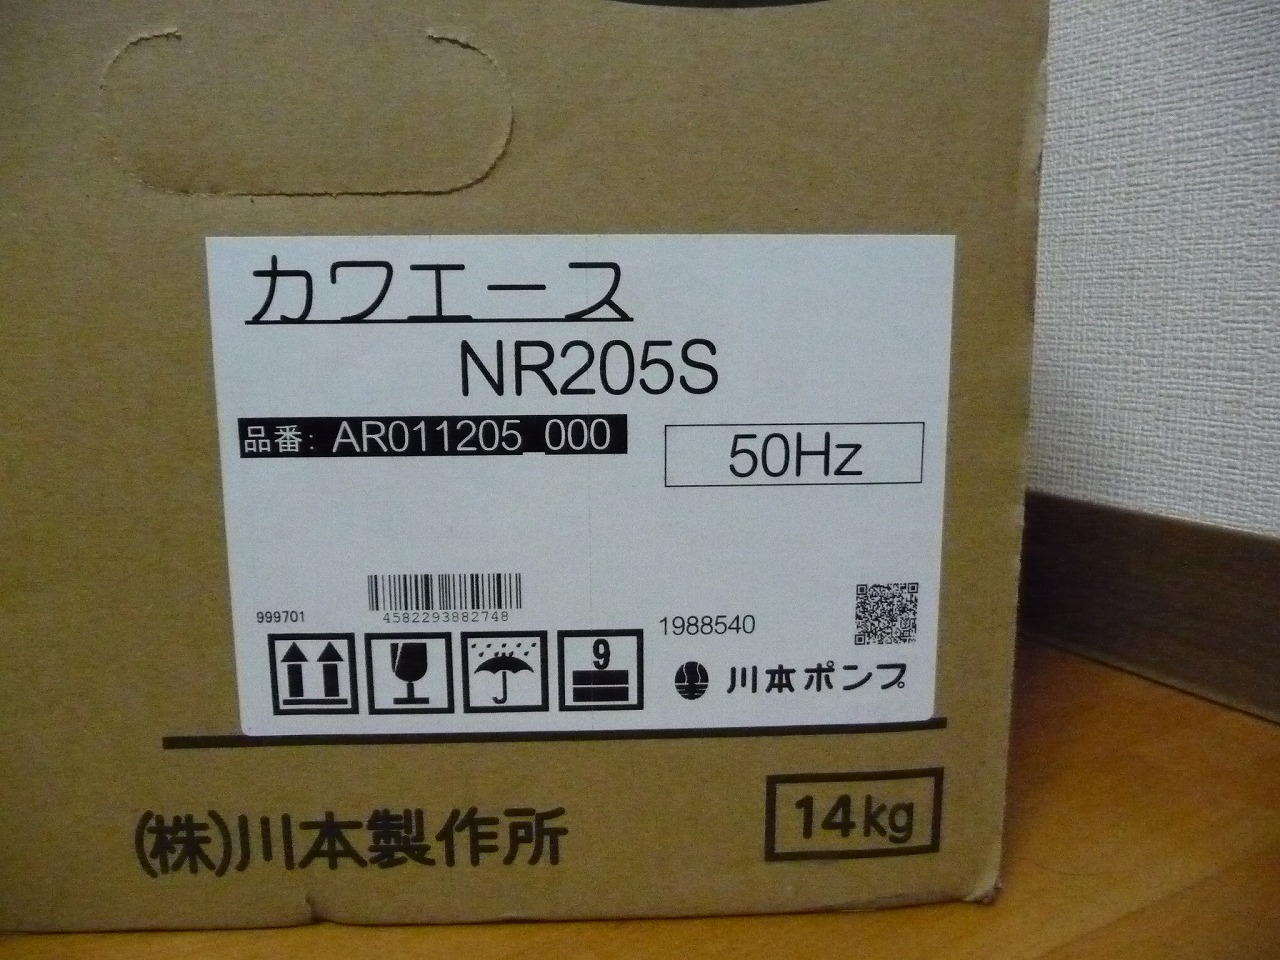 カワエース
NR205S
品番: AR011205_000
50Hz
999701
4582293882748
1988540
9
川本ポンプ
(株)川本製作所
14kg